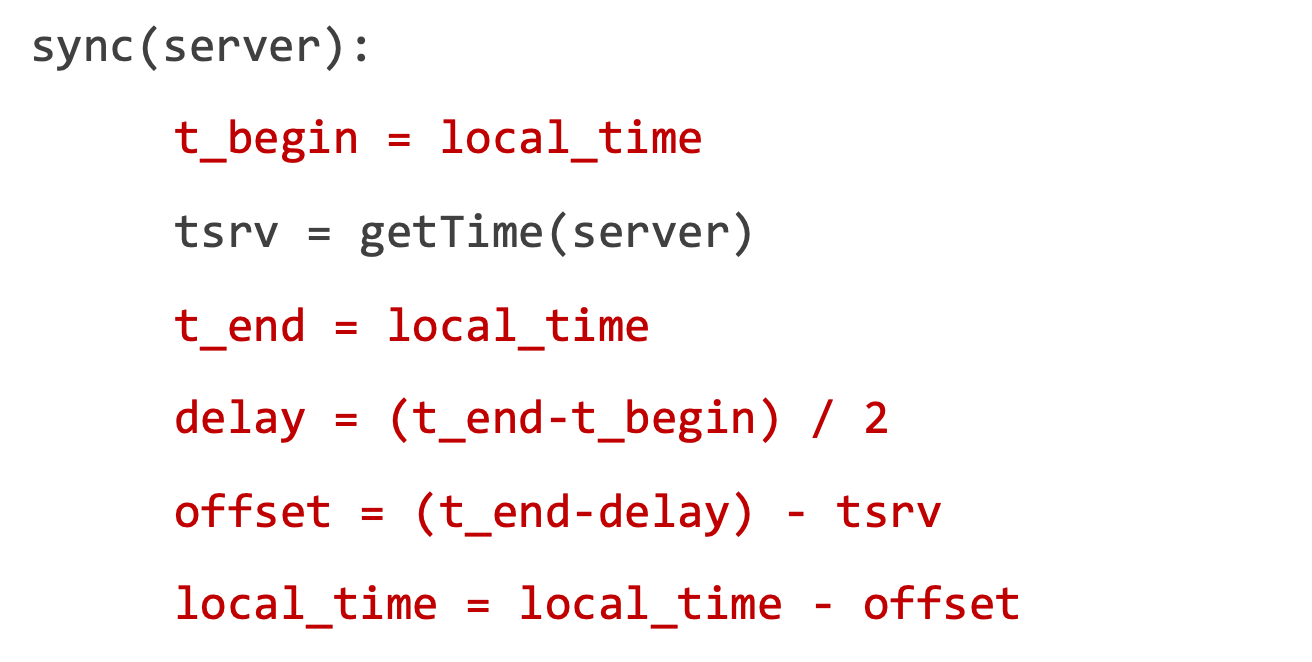 sync(server):
t_begin = local_time
tsrv = getTime(server)
t_end = local_time
delay = (t_end-t_begin) / 2
offset = (t_end-delay) - tsrv
local_time = local_time - offset